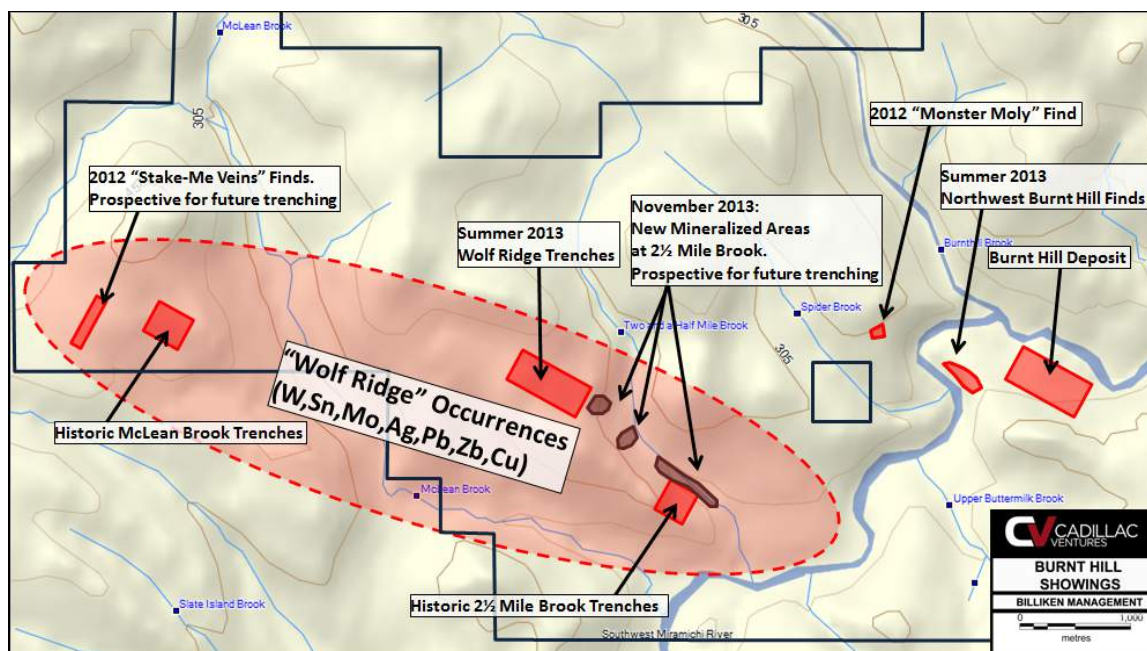 McLean Brook
305
305
2012 "Monster Moly" Find
2012 "Stake-Me Veins" Finds.
Prospective for future trenching
Summer 2013
Northwest Burnt Hill Finds
November 2013:
New Mineralized Areas
at 2½ Mile Brook.
Prospective for future trenching
Summer 2013
Wolf Ridge Trenches
Burnthill Brook
Burnt Hill Deposit
Spider Brook
Two and a Half Mile Brook
305
"Wolf Ridge" Occurrences
(W,Sn,Mo,Ag,Pb,Zb,Cu)
Historic McLean Brook Trenches
McLean Brook
Upper Buttermilk Brook
CV CADILLAC
VENTURES
BURNT HILL
SHOWINGS
BILLIKEN MANAGEMENT
0 1,000
metres
Historic 2½ Mile Brook Trenches
Slate Island Brook
Southwest Miramichi River